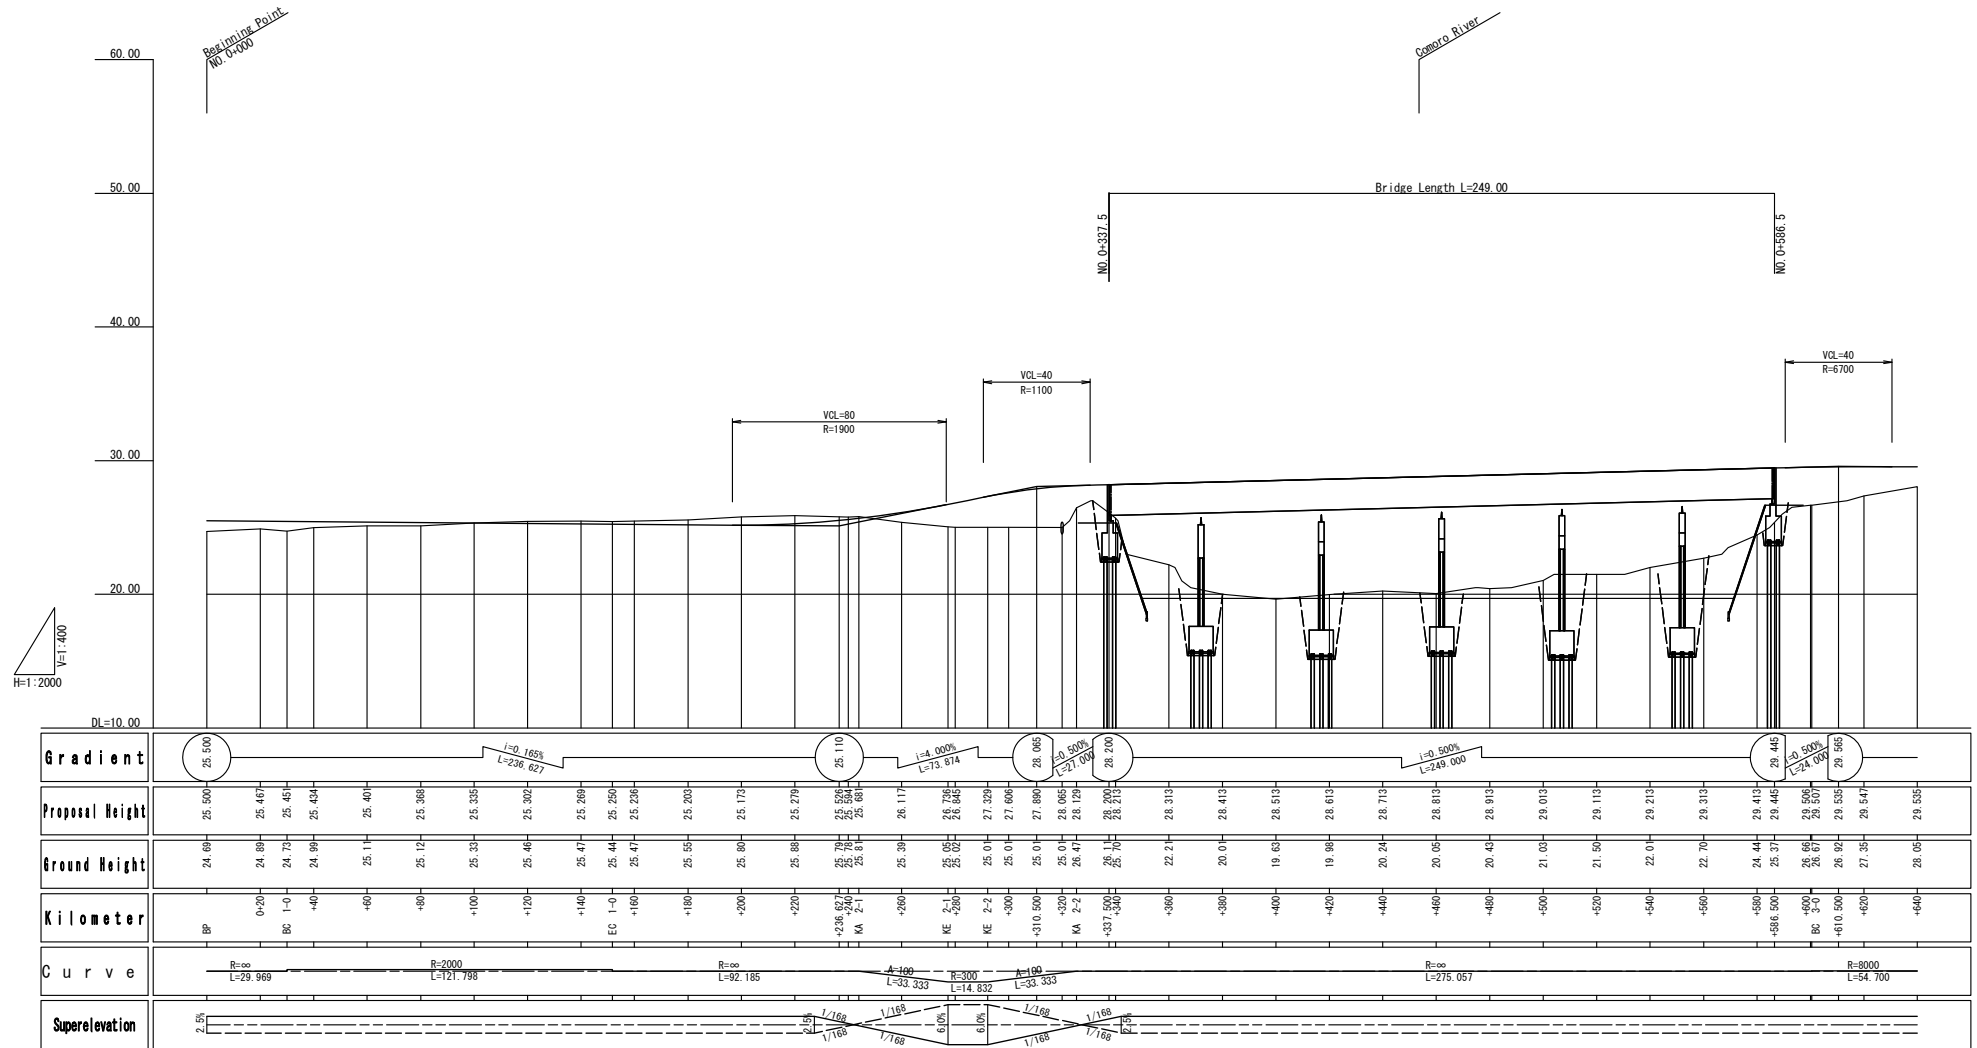 Beginning Point
NO. 0+000
Comoro River
60.00
50.00
40.00
30.00
20.00
DL=10.00
Bridge Length L=249.00
NO. 0+337.5
NO. 0+586.5
VCL=80
R=1900
VCL=40
R=1100
VCL=40
R=6700
V=1:400
H=1:2000
Gradient
25.500
i=0.165%
L=236.627
25.110
i=4.000%
L=73.874
28.065
i=0.500%
L=27.000
28.200
i=0.500%
L=249.000
29.445
i=0.500%
L=24.000
29.565
Proposal Height
25.500 25.467 25.451 25.434 25.401 25.368 25.335 25.302 25.269 25.250 25.236 25.203 25.173 25.279 25.526 25.594 25.681 26.117 26.736 26.845 27.329 27.606 27.890 28.065 28.129 28.200 28.213 28.313 28.413 28.513 28.613 28.713 28.813 28.913 29.013 29.113 29.213 29.313 29.413 29.445 29.506 29.507 29.535 29.547 29.535
Ground Height
24.69 24.89 24.73 24.99 25.11 25.12 25.33 25.46 25.47 25.44 25.47 25.55 25.80 25.88 25.79 25.78 25.81 25.39 25.05 25.02 25.01 25.01 25.01 25.01 26.47 26.11 25.70 22.21 20.01 19.63 19.98 20.24 20.05 20.43 21.03 21.50 22.01 22.70 24.44 25.37 26.66 26.67 26.92 27.35 28.05
Kilometer
BP 0+20 BC 1-0 +40 +60 +80 +100 +120 +140 EC 1-0 +160 +180 +200 +220 +236.627 +240 KA 2-1 +260 KE 2-1 +280 KE 2-2 +300 +310.500 +320 KA 2-2 +337.500 +340 +360 +380 +400 +420 +440 +460 +480 +500 +520 +540 +560 +580 +586.500 +600 BC 3-0 +610.500 +620 +640
Curve
R=∞
L=29.969
R=2000
L=121.798
R=∞
L=92.185
A=100
L=33.333
R=300
L=14.832
A=100
L=33.333
R=∞
L=275.057
R=8000
L=54.700
Superelevation
2.5%
2.5%
1/168
1/168
1/168
1/168
6.0%
6.0%
1/168
1/168
1/168
1/168
2.5%